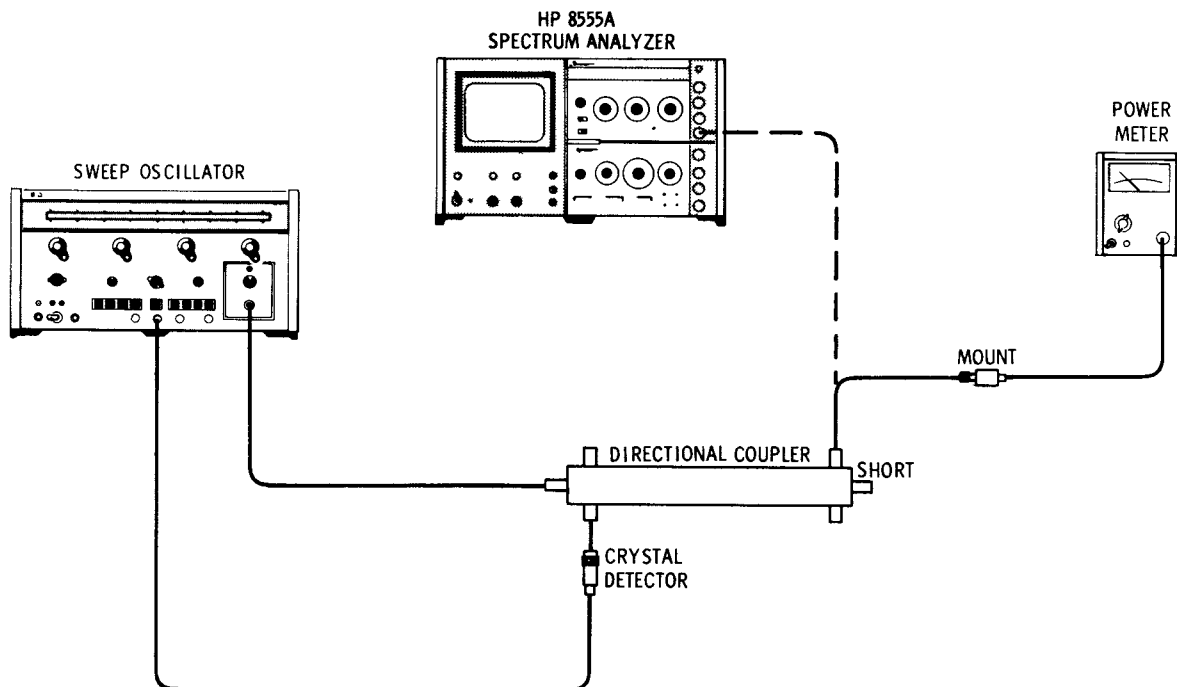 HP 8555A
SPECTRUM ANALYZER
POWER
METER
SWEEP OSCILLATOR
MOUNT
DIRECTIONAL COUPLER
SHORT
CRYSTAL
DETECTOR